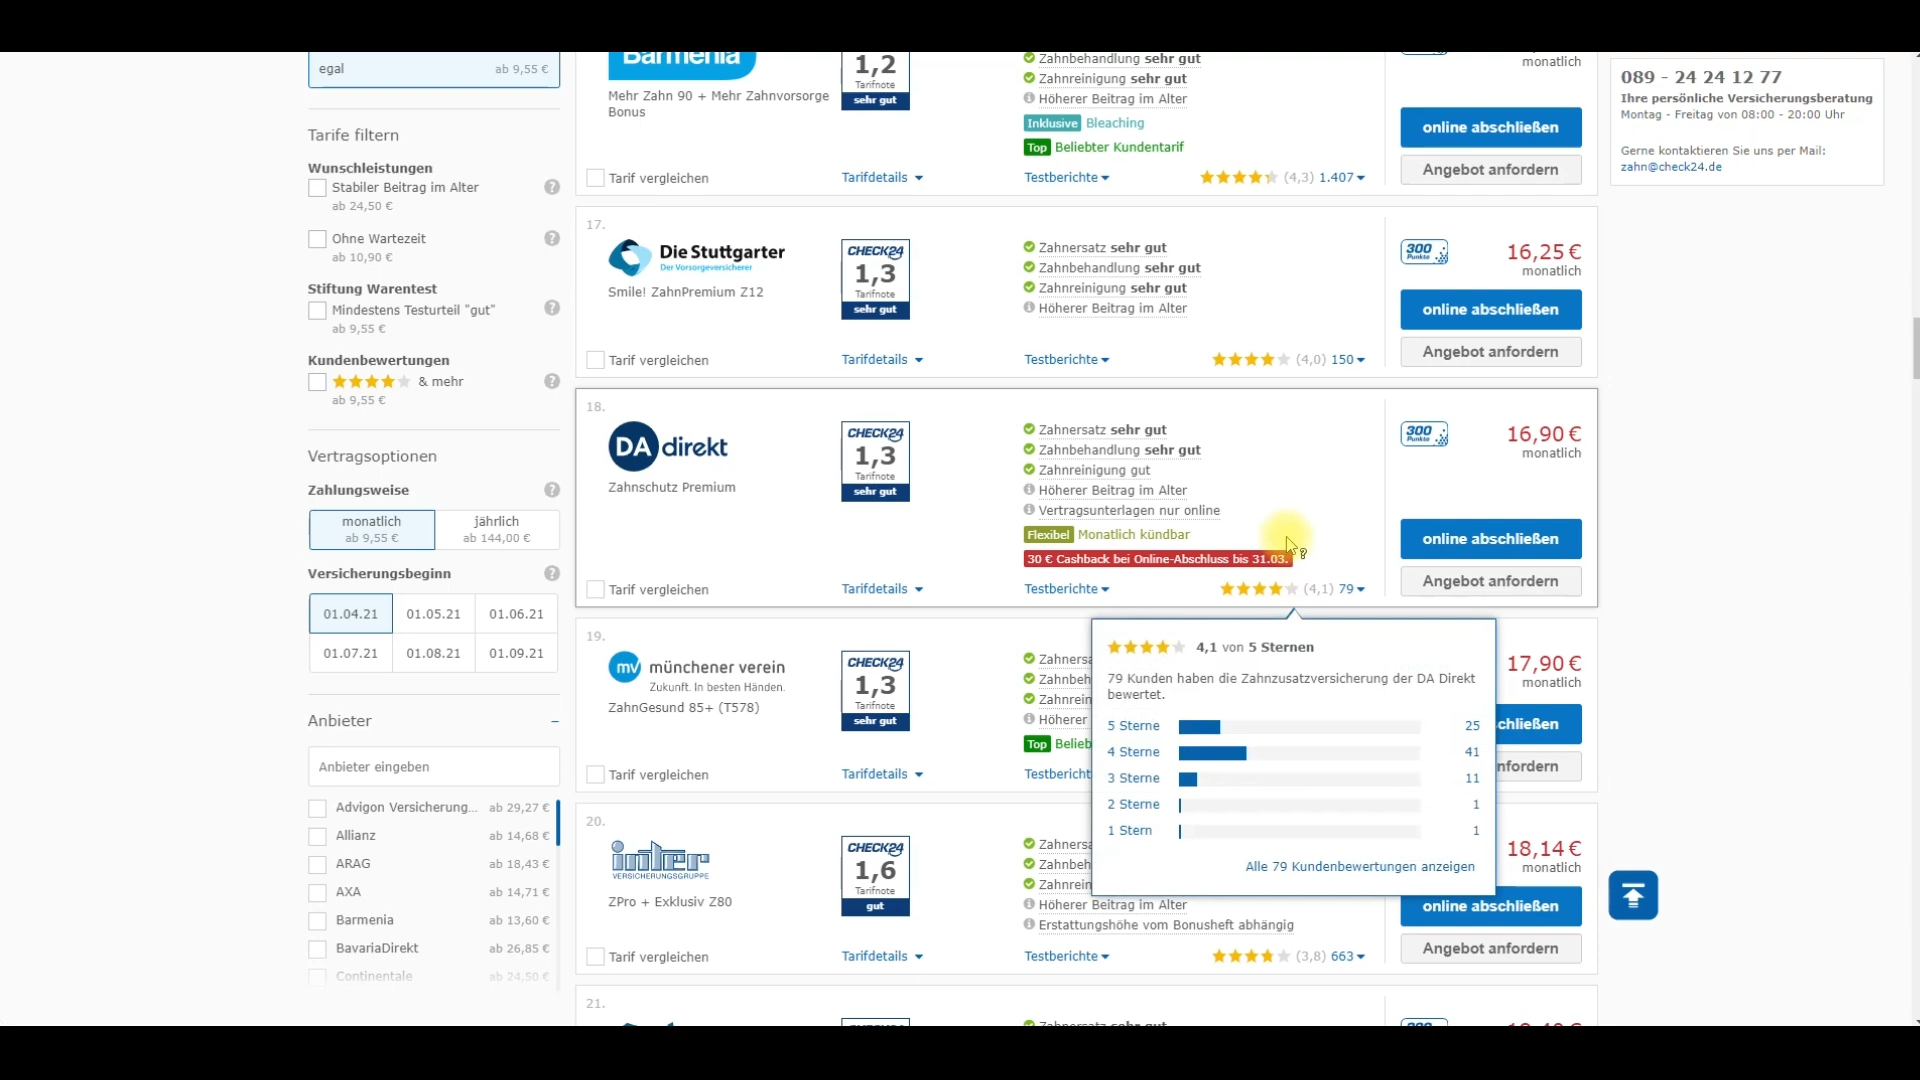 egal ab 9,55 €
Tarife filtern
Wunschleistungen
Stabiler Beitrag im Alter
ab 24,50 €
Ohne Wartezeit
ab 10,90 €
Stiftung Warentest
Mindestens Testurteil "gut"
ab 9,55 €
Kundenbewertungen
& mehr
ab 9,55 €
Vertragsoptionen
Zahlungsweise
monatlich jährlich
ab 9,55 € ab 144,00 €
Versicherungsbeginn
01.04.21 01.05.21 01.06.21
01.07.21 01.08.21 01.09.21
Anbieter
Anbieter eingeben
Advigon Versicherung... ab 29,27 €
Allianz ab 14,68 €
ARAG ab 18,43 €
AXA ab 14,71 €
Barmenia ab 13,60 €
BavariaDirekt ab 26,85 €
Continentale ab 24,50 €
Barmenia
Mehr Zahn 90 + Mehr Zahnvorsorge
Bonus
1,2
Tarifnote
sehr gut
Zahnbehandlung sehr gut
Zahnreinigung sehr gut
Höherer Beitrag im Alter
Inklusive Bleaching
Top Beliebter Kundentarif
monatlich
online abschließen
Angebot anfordern
Tarif vergleichen Tarifdetails Testberichte (4,3) 1.407
17.
Die Stuttgarter
Der Vorsorgeversicherer
Smile! ZahnPremium Z12
CHECK24
1,3
Tarifnote
sehr gut
Zahnersatz sehr gut
Zahnbehandlung sehr gut
Zahnreinigung sehr gut
Höherer Beitrag im Alter
300
Punkte
16,25 €
monatlich
online abschließen
Angebot anfordern
Tarif vergleichen Tarifdetails Testberichte (4,0) 150
18.
DA direkt
Zahnschutz Premium
CHECK24
1,3
Tarifnote
sehr gut
Zahnersatz sehr gut
Zahnbehandlung sehr gut
Zahnreinigung gut
Höherer Beitrag im Alter
Vertragsunterlagen nur online
Flexibel Monatlich kündbar
30 € Cashback bei Online-Abschluss bis 31.03.
300
Punkte
16,90 €
monatlich
online abschließen
Angebot anfordern
Tarif vergleichen Tarifdetails Testberichte (4,1) 79
4,1 von 5 Sternen
79 Kunden haben die Zahnzusatzversicherung der DA Direkt
bewertet.
5 Sterne 25
4 Sterne 41
3 Sterne 11
2 Sterne 1
1 Stern 1
Alle 79 Kundenbewertungen anzeigen
19.
mv münchener verein
Zukunft. In besten Händen.
ZahnGesund 85+ (T578)
CHECK24
1,3
Tarifnote
sehr gut
Zahnersa
Zahnbeh
Zahnrein
Höherer
Top Belieb
17,90 €
monatlich
chließen
nfordern
Tarif vergleichen Tarifdetails Testbericht
20.
inter
VERSICHERUNGSGRUPPE
ZPro + Exklusiv Z80
CHECK24
1,6
Tarifnote
gut
Zahnersa
Zahnbeh
Zahnrein
Höherer Beitrag im Alter
Erstattungshöhe vom Bonusheft abhängig
18,14 €
monatlich
online abschließen
Angebot anfordern
Tarif vergleichen Tarifdetails Testberichte (3,8) 663
21.
Zahnersatz sehr gut
089 - 24 24 12 77
Ihre persönliche Versicherungsberatung
Montag - Freitag von 08:00 - 20:00 Uhr
Gerne kontaktieren Sie uns per Mail:
zahn@check24.de